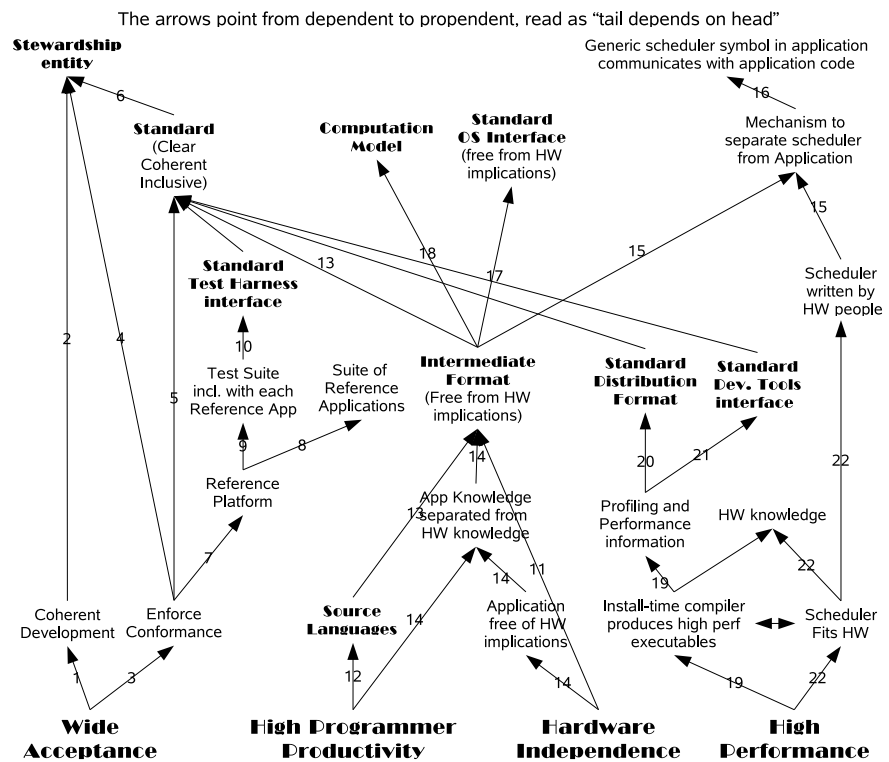 The arrows point from dependent to propendent, read as “tail depends on head”
Stewardship
entity
Generic scheduler symbol in application
communicates with application code
6
16
Standard
(Clear
Coherent
Inclusive)
Computation
Model
Standard
OS Interface
(free from HW
implications)
Mechanism to
separate scheduler
from Application
15
13
18
17
15
Standard
Test Harness
interface
Scheduler
written by
HW people
2
4
10
5
Test Suite
incl. with each
Reference App
Suite of
Reference
Applications
Intermediate
Format
(Free from HW
implications)
Standard
Distribution
Format
Standard
Dev. Tools
interface
9
8
14
20
21
22
Reference
Platform
App Knowledge
separated from
HW knowledge
Profiling and
Performance
information
HW knowledge
13
7
14
11
19
22
Coherent
Development
Enforce
Conformance
Source
Languages
14
Application
free of HW
implications
Install-time compiler
produces high perf
executables
Scheduler
Fits HW
1
3
12
14
19
22
Wide
Acceptance
High Programmer
Productivity
Hardware
Independence
High
Performance